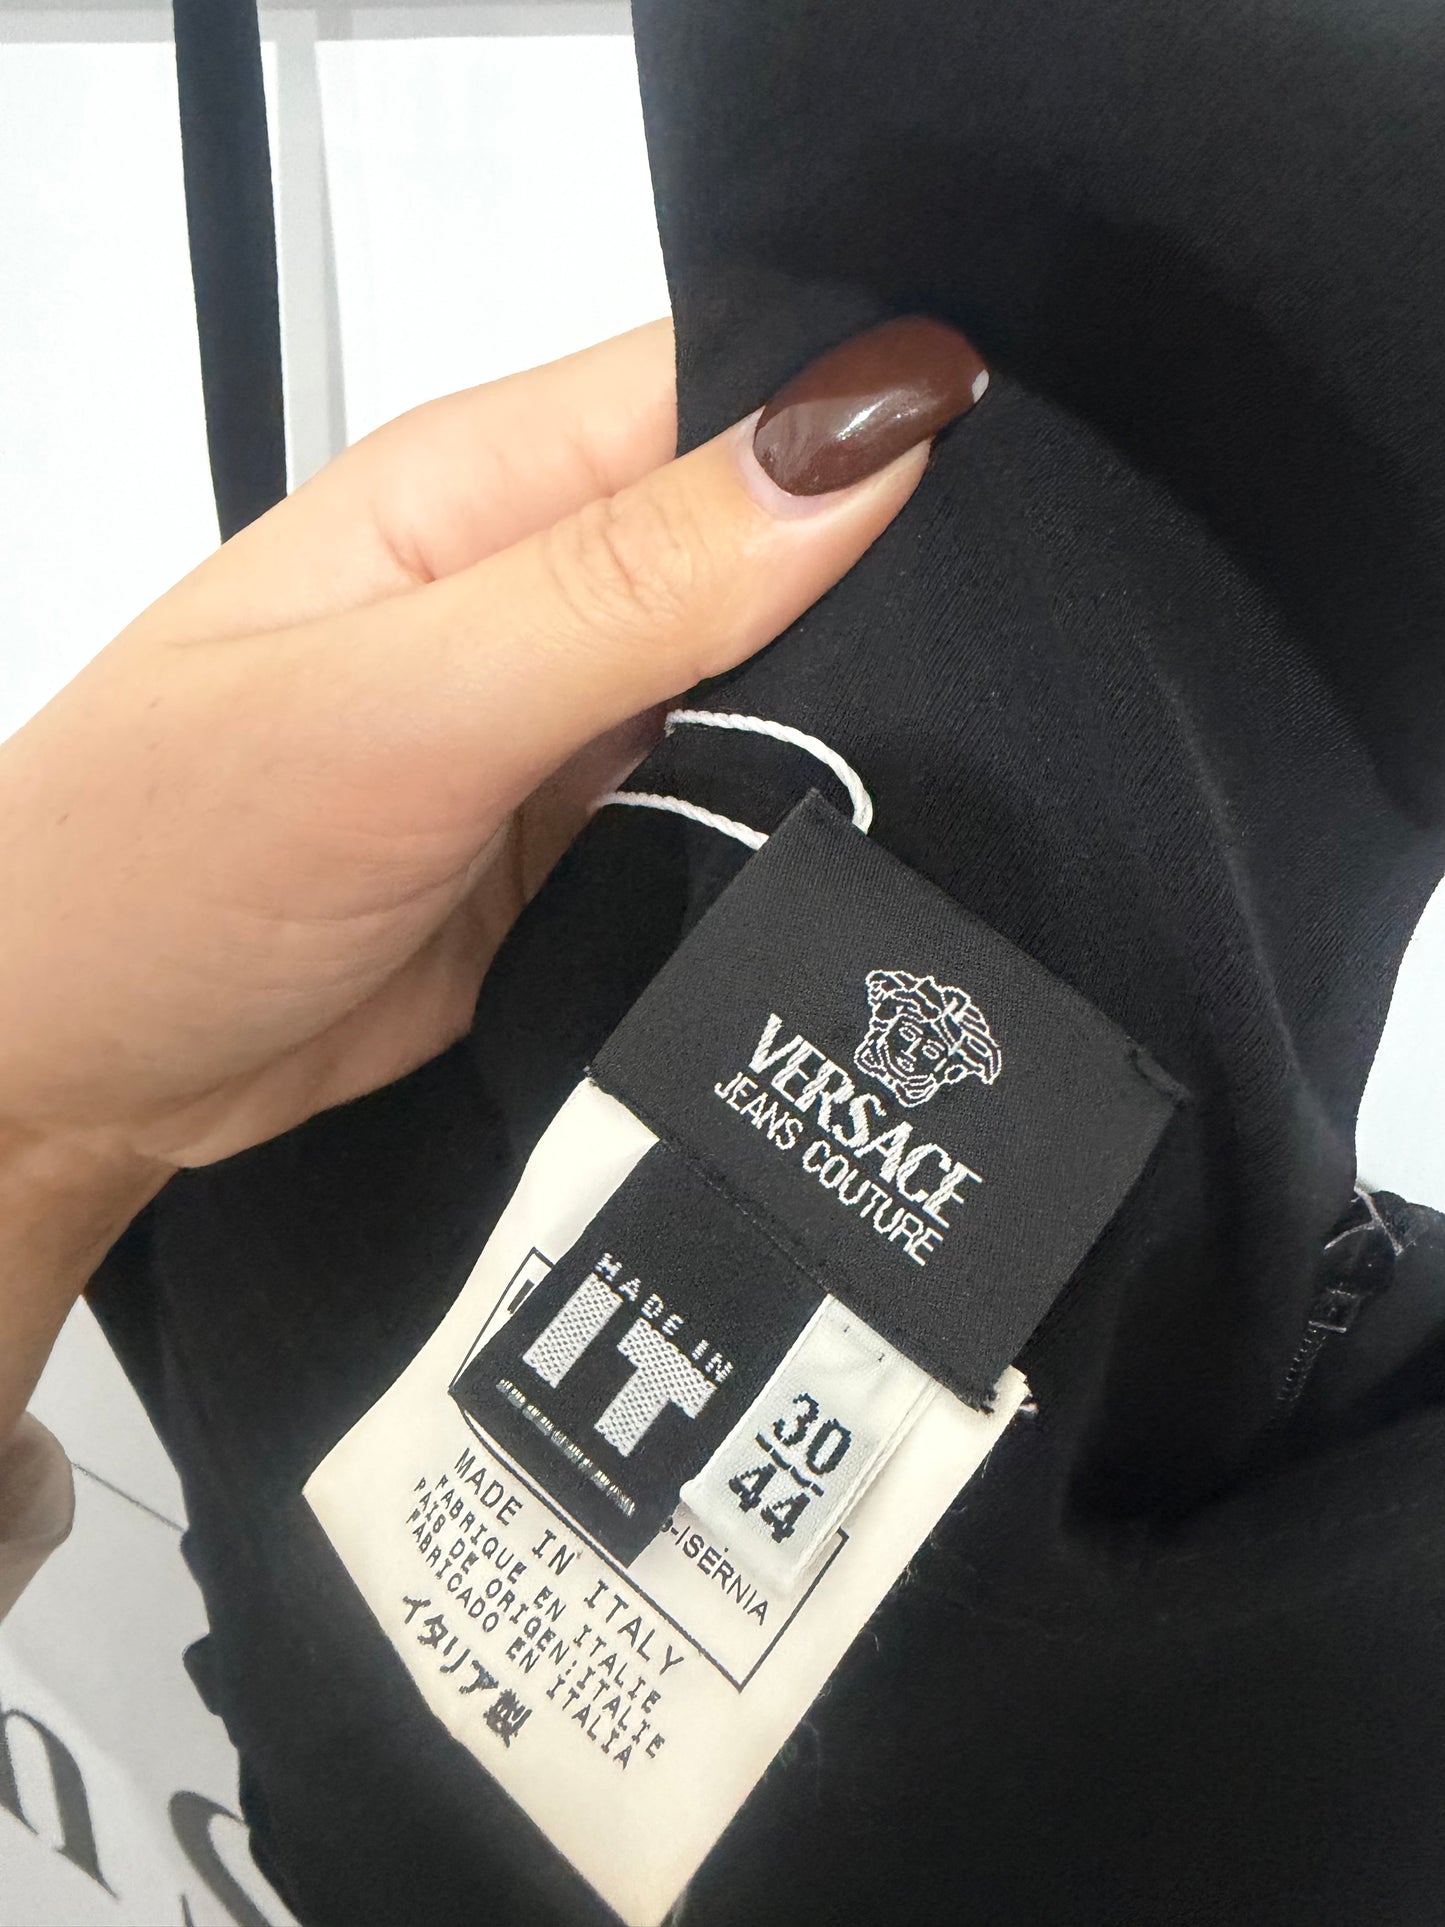 VERSACE
JEANS COUTURE
MADE IN
IT
30
44
-ISERNIA
MADE IN ITALY
FABRIQUE EN ITALIE
PAIS DE ORIGEN:ITALIE
FABRICADO EN ITALIA
イタリア製